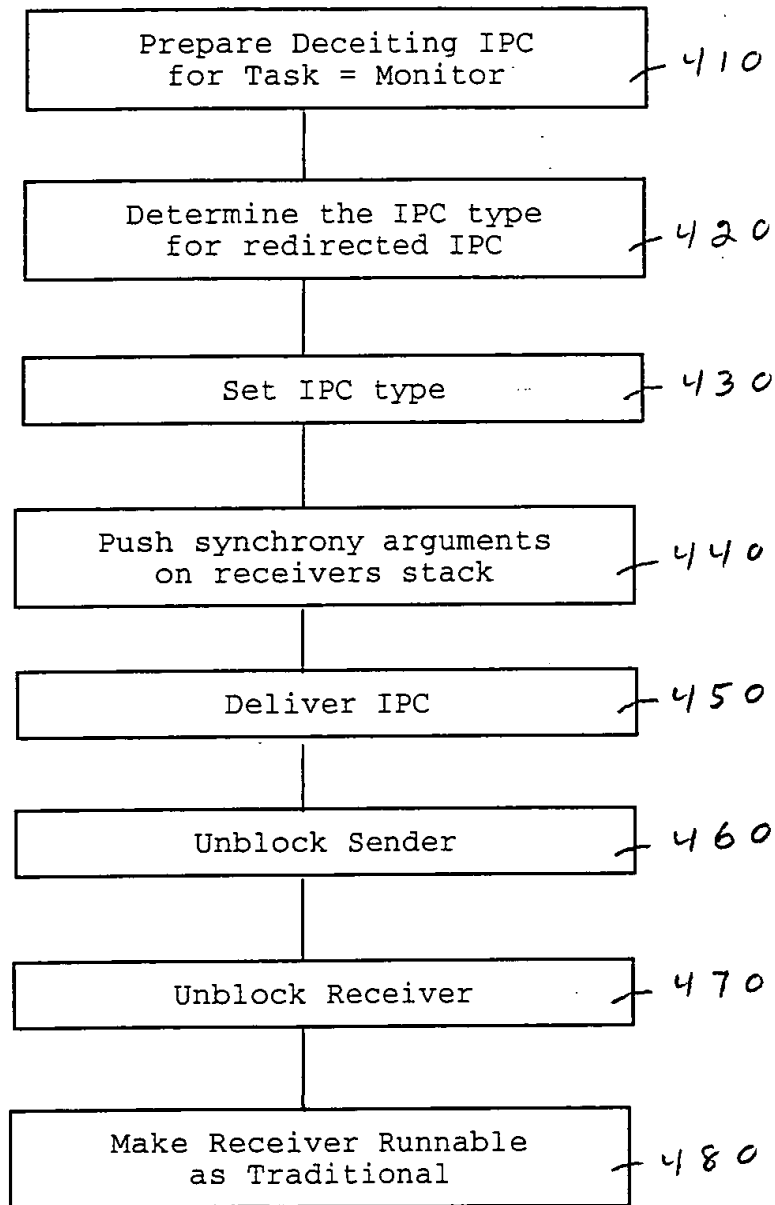 Prepare Deceiting IPC
for Task = Monitor
410
Determine the IPC type
for redirected IPC
420
Set IPC type
430
Push synchrony arguments
on receivers stack
440
Deliver IPC
450
Unblock Sender
460
Unblock Receiver
470
Make Receiver Runnable
as Traditional
480